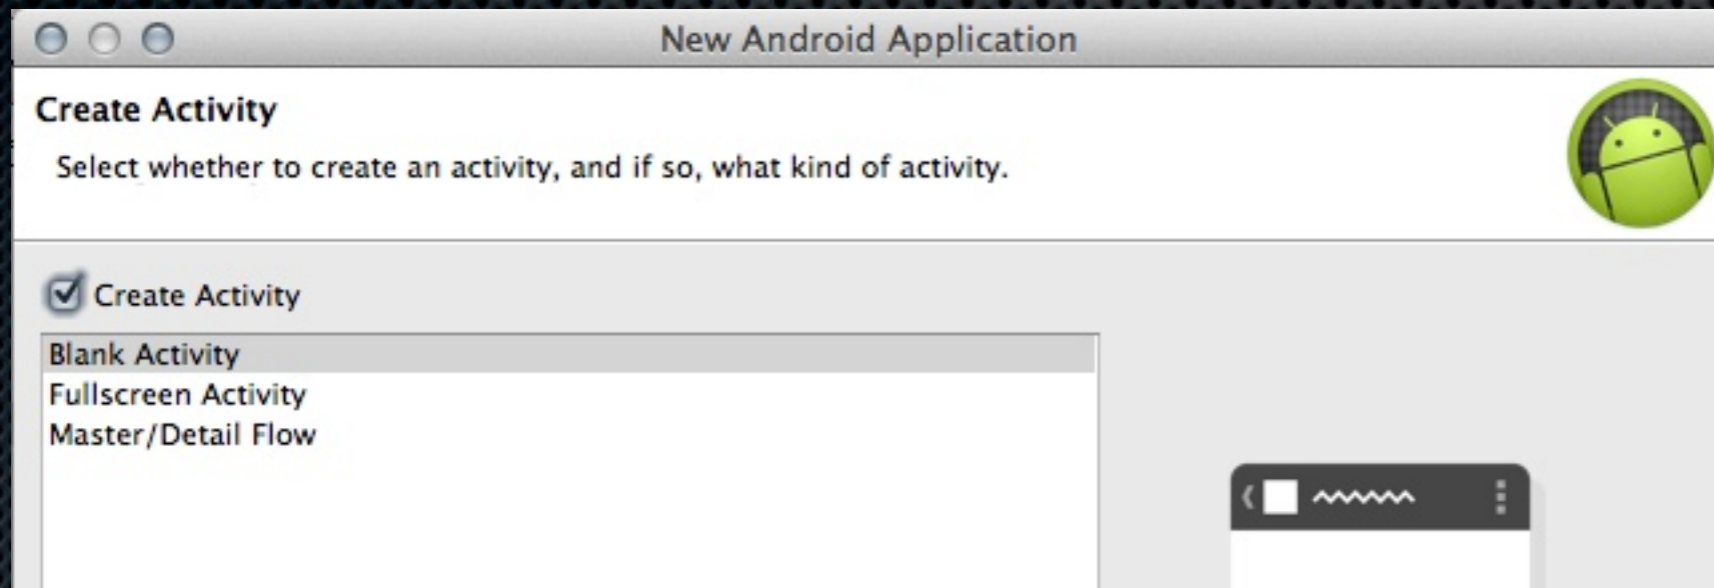 New Android Application
Create Activity
Select whether to create an activity, and if so, what kind of activity.
Create Activity
Blank Activity
Fullscreen Activity
Master/Detail Flow